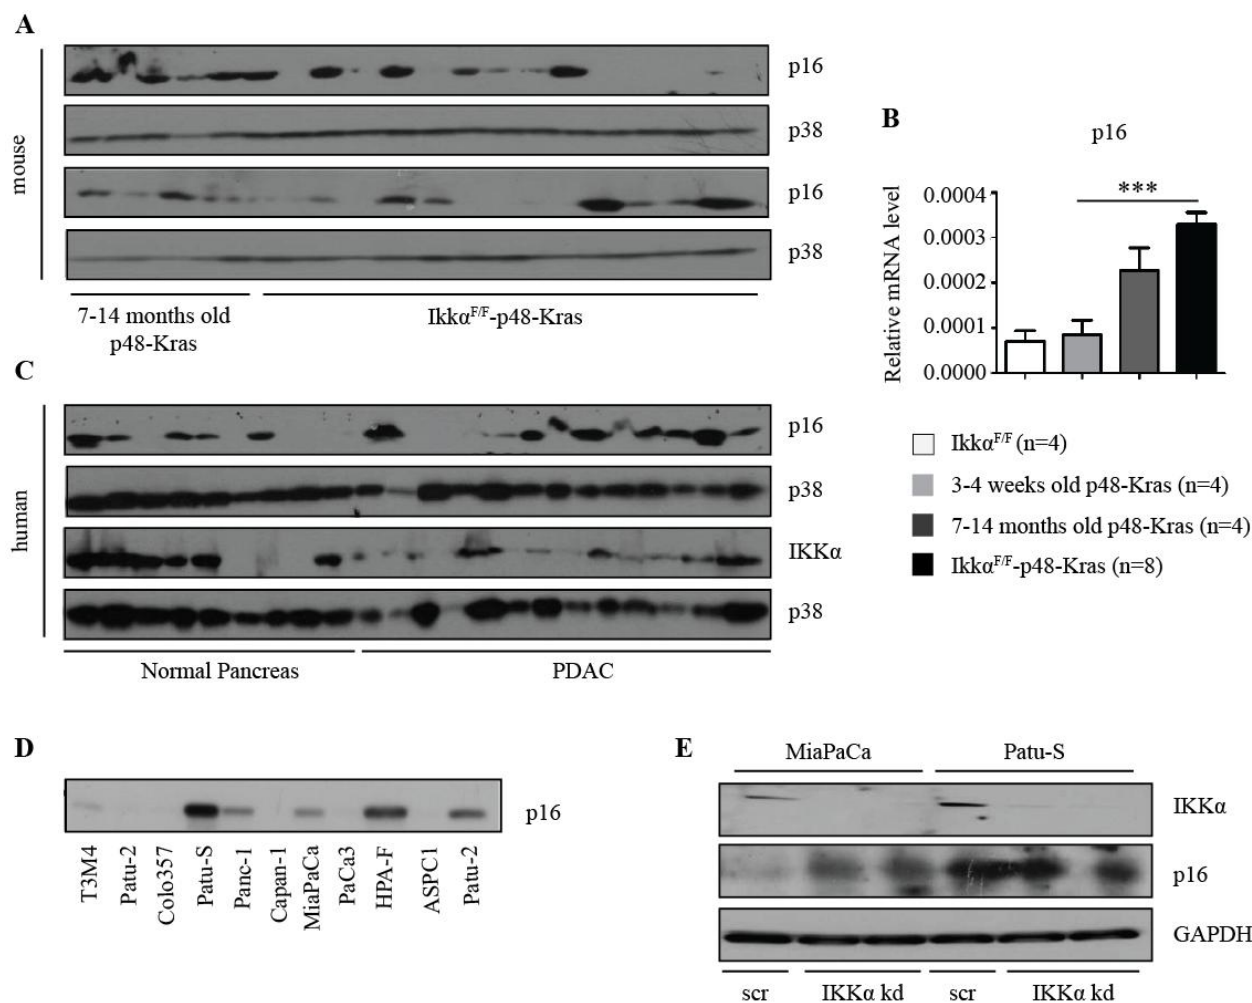 A
mouse
p16
p38
p16
p38
7-14 months old
p48-Kras
Ikkα^F/F-p48-Kras
B
p16
Relative mRNA level
***
0.0004
0.0003
0.0002
0.0001
0.0000
Ikkα^F/F (n=4)
3-4 weeks old p48-Kras (n=4)
7-14 months old p48-Kras (n=4)
Ikkα^F/F-p48-Kras (n=8)
C
human
p16
p38
IKKα
p38
Normal Pancreas
PDAC
D
p16
T3M4
Patu-2
Colo357
Patu-S
Panc-1
Capan-1
MiaPaCa
PaCa3
HPA-F
ASPC1
Patu-2
E
MiaPaCa
Patu-S
IKKα
p16
GAPDH
scr
IKKα kd
scr
IKKα kd